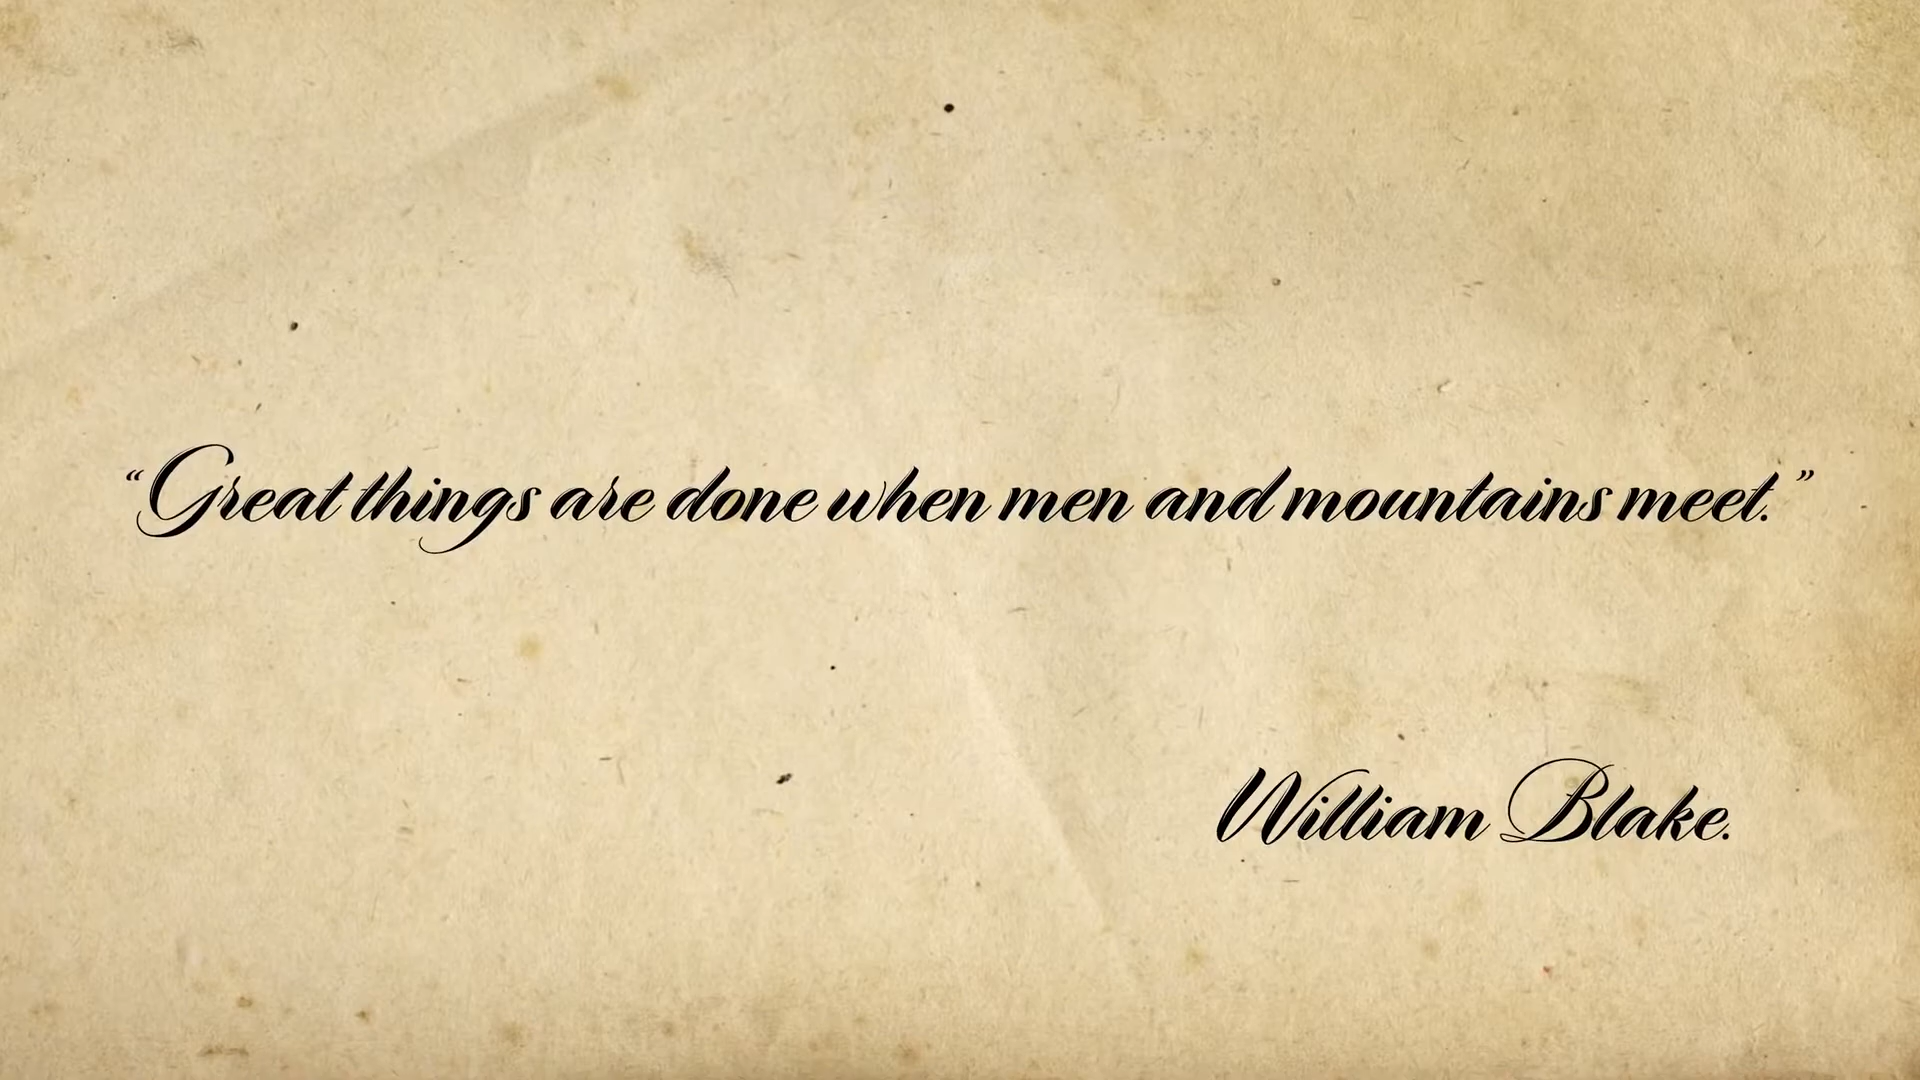 “Great things are done when men and mountains meet.”
William Blake.